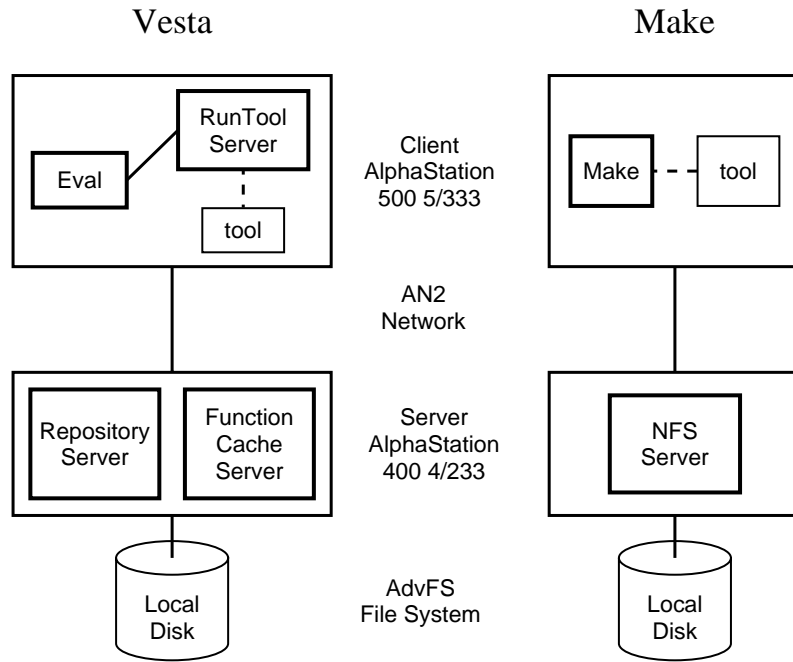 Vesta
Make
RunTool
Server
Eval
tool
Client
AlphaStation
500 5/333
Make
tool
AN2
Network
Repository
Server
Function
Cache
Server
Server
AlphaStation
400 4/233
NFS
Server
Local
Disk
AdvFS
File System
Local
Disk